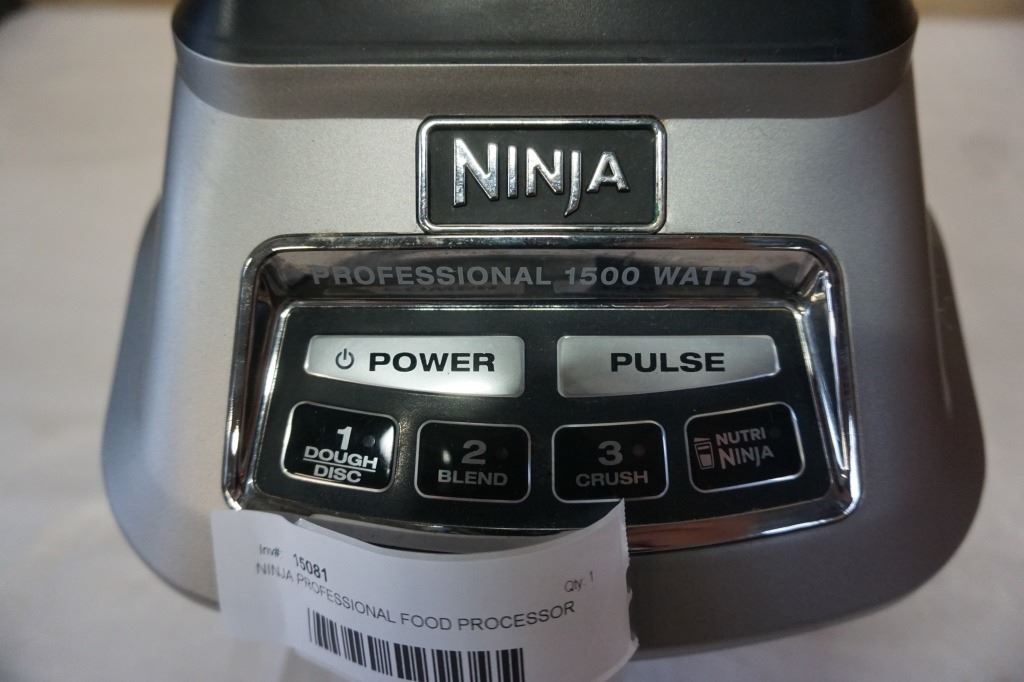 NINJA
PROFESSIONAL 1500 WATTS
POWER
PULSE
1
DOUGH
DISC
2
BLEND
3
CRUSH
NUTRI
NINJA
Inv# 15081
Qty: 1
NINJA PROFESSIONAL FOOD PROCESSOR